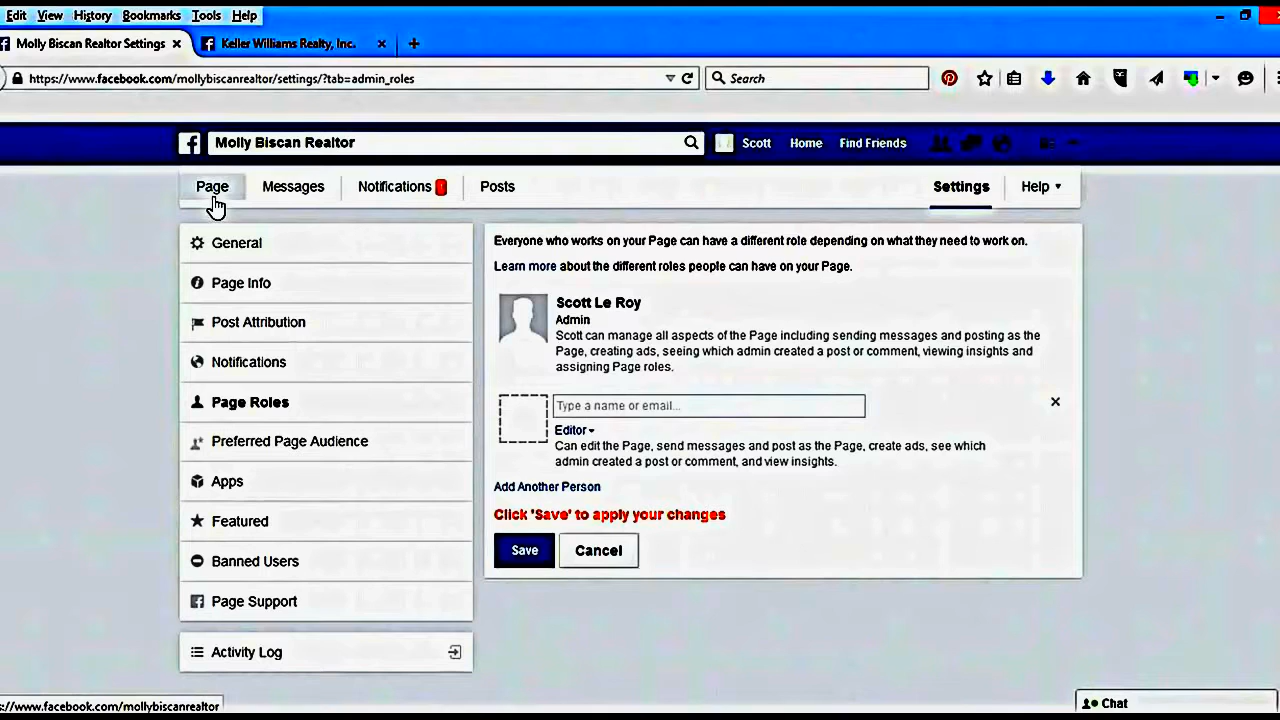 Edit View History Bookmarks Tools Help
Molly Biscan Realtor Settings
Keller Williams Realty, Inc.
https://www.facebook.com/mollybiscanrealtor/settings/?tab=admin_roles
Search
Molly Biscan Realtor
Scott Home Find Friends
Page Messages Notifications Posts Settings Help
General
Page Info
Post Attribution
Notifications
Page Roles
Preferred Page Audience
Apps
Featured
Banned Users
Page Support
Activity Log
Everyone who works on your Page can have a different role depending on what they need to work on.
Learn more about the different roles people can have on your Page.
Scott Le Roy
Admin
Scott can manage all aspects of the Page including sending messages and posting as the
Page, creating ads, seeing which admin created a post or comment, viewing insights and
assigning Page roles.
Type a name or email...
Editor
Can edit the Page, send messages and post as the Page, create ads, see which
admin created a post or comment, and view insights.
Add Another Person
Click 'Save' to apply your changes
Save Cancel
s://www.facebook.com/mollybiscanrealtor
Chat